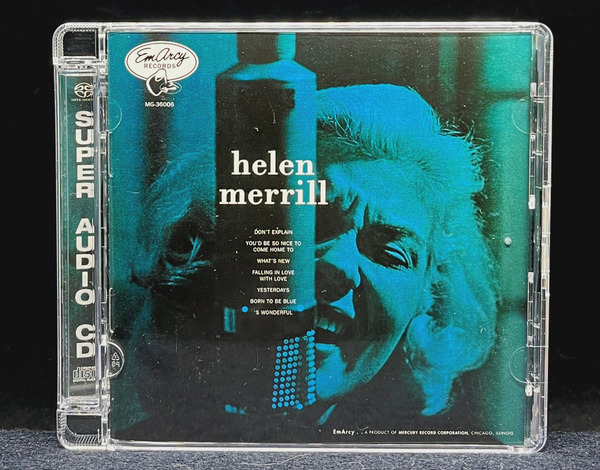 EmArcy
RECORDS
MG-36006
helen
merrill
DON'T EXPLAIN
YOU'D BE SO NICE TO
COME HOME TO
WHAT'S NEW
FALLING IN LOVE
WITH LOVE
YESTERDAYS
BORN TO BE BLUE
'S WONDERFUL
EmArcy
A PRODUCT OF MERCURY RECORD CORPORATION, CHICAGO, ILLINOIS
SUPER AUDIO CD